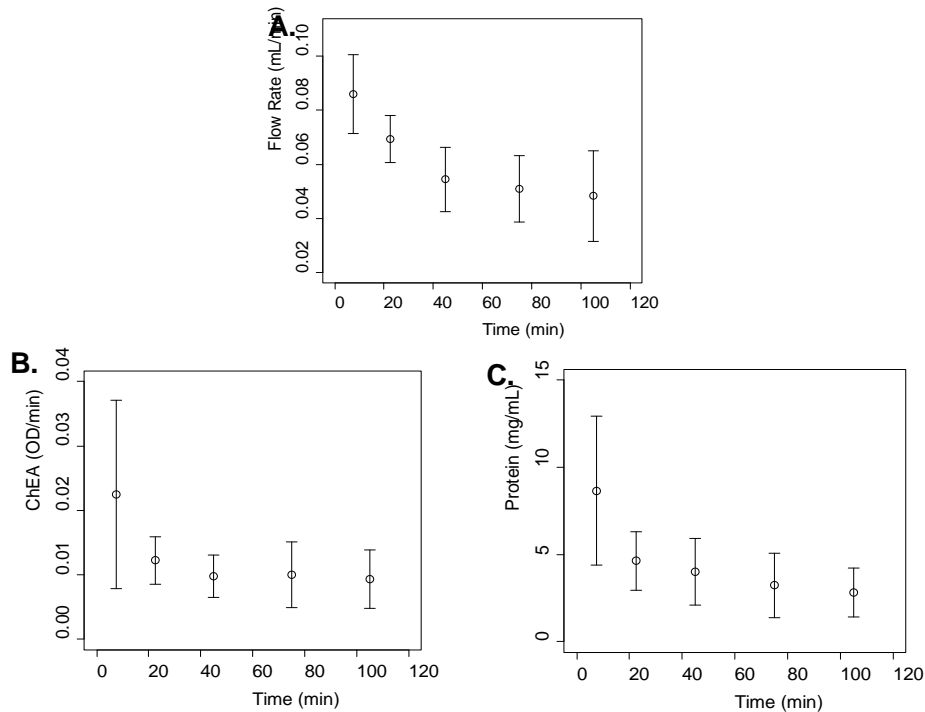 A.
Flow Rate (mL/min)
0.10
0.08
0.06
0.04
0.02
0 20 40 60 80 100 120
Time (min)
B.
ChEA (OD/min)
0.04
0.03
0.02
0.01
0.00
0 20 40 60 80 100 120
Time (min)
C.
Protein (mg/mL)
15
10
5
0
0 20 40 60 80 100 120
Time (min)